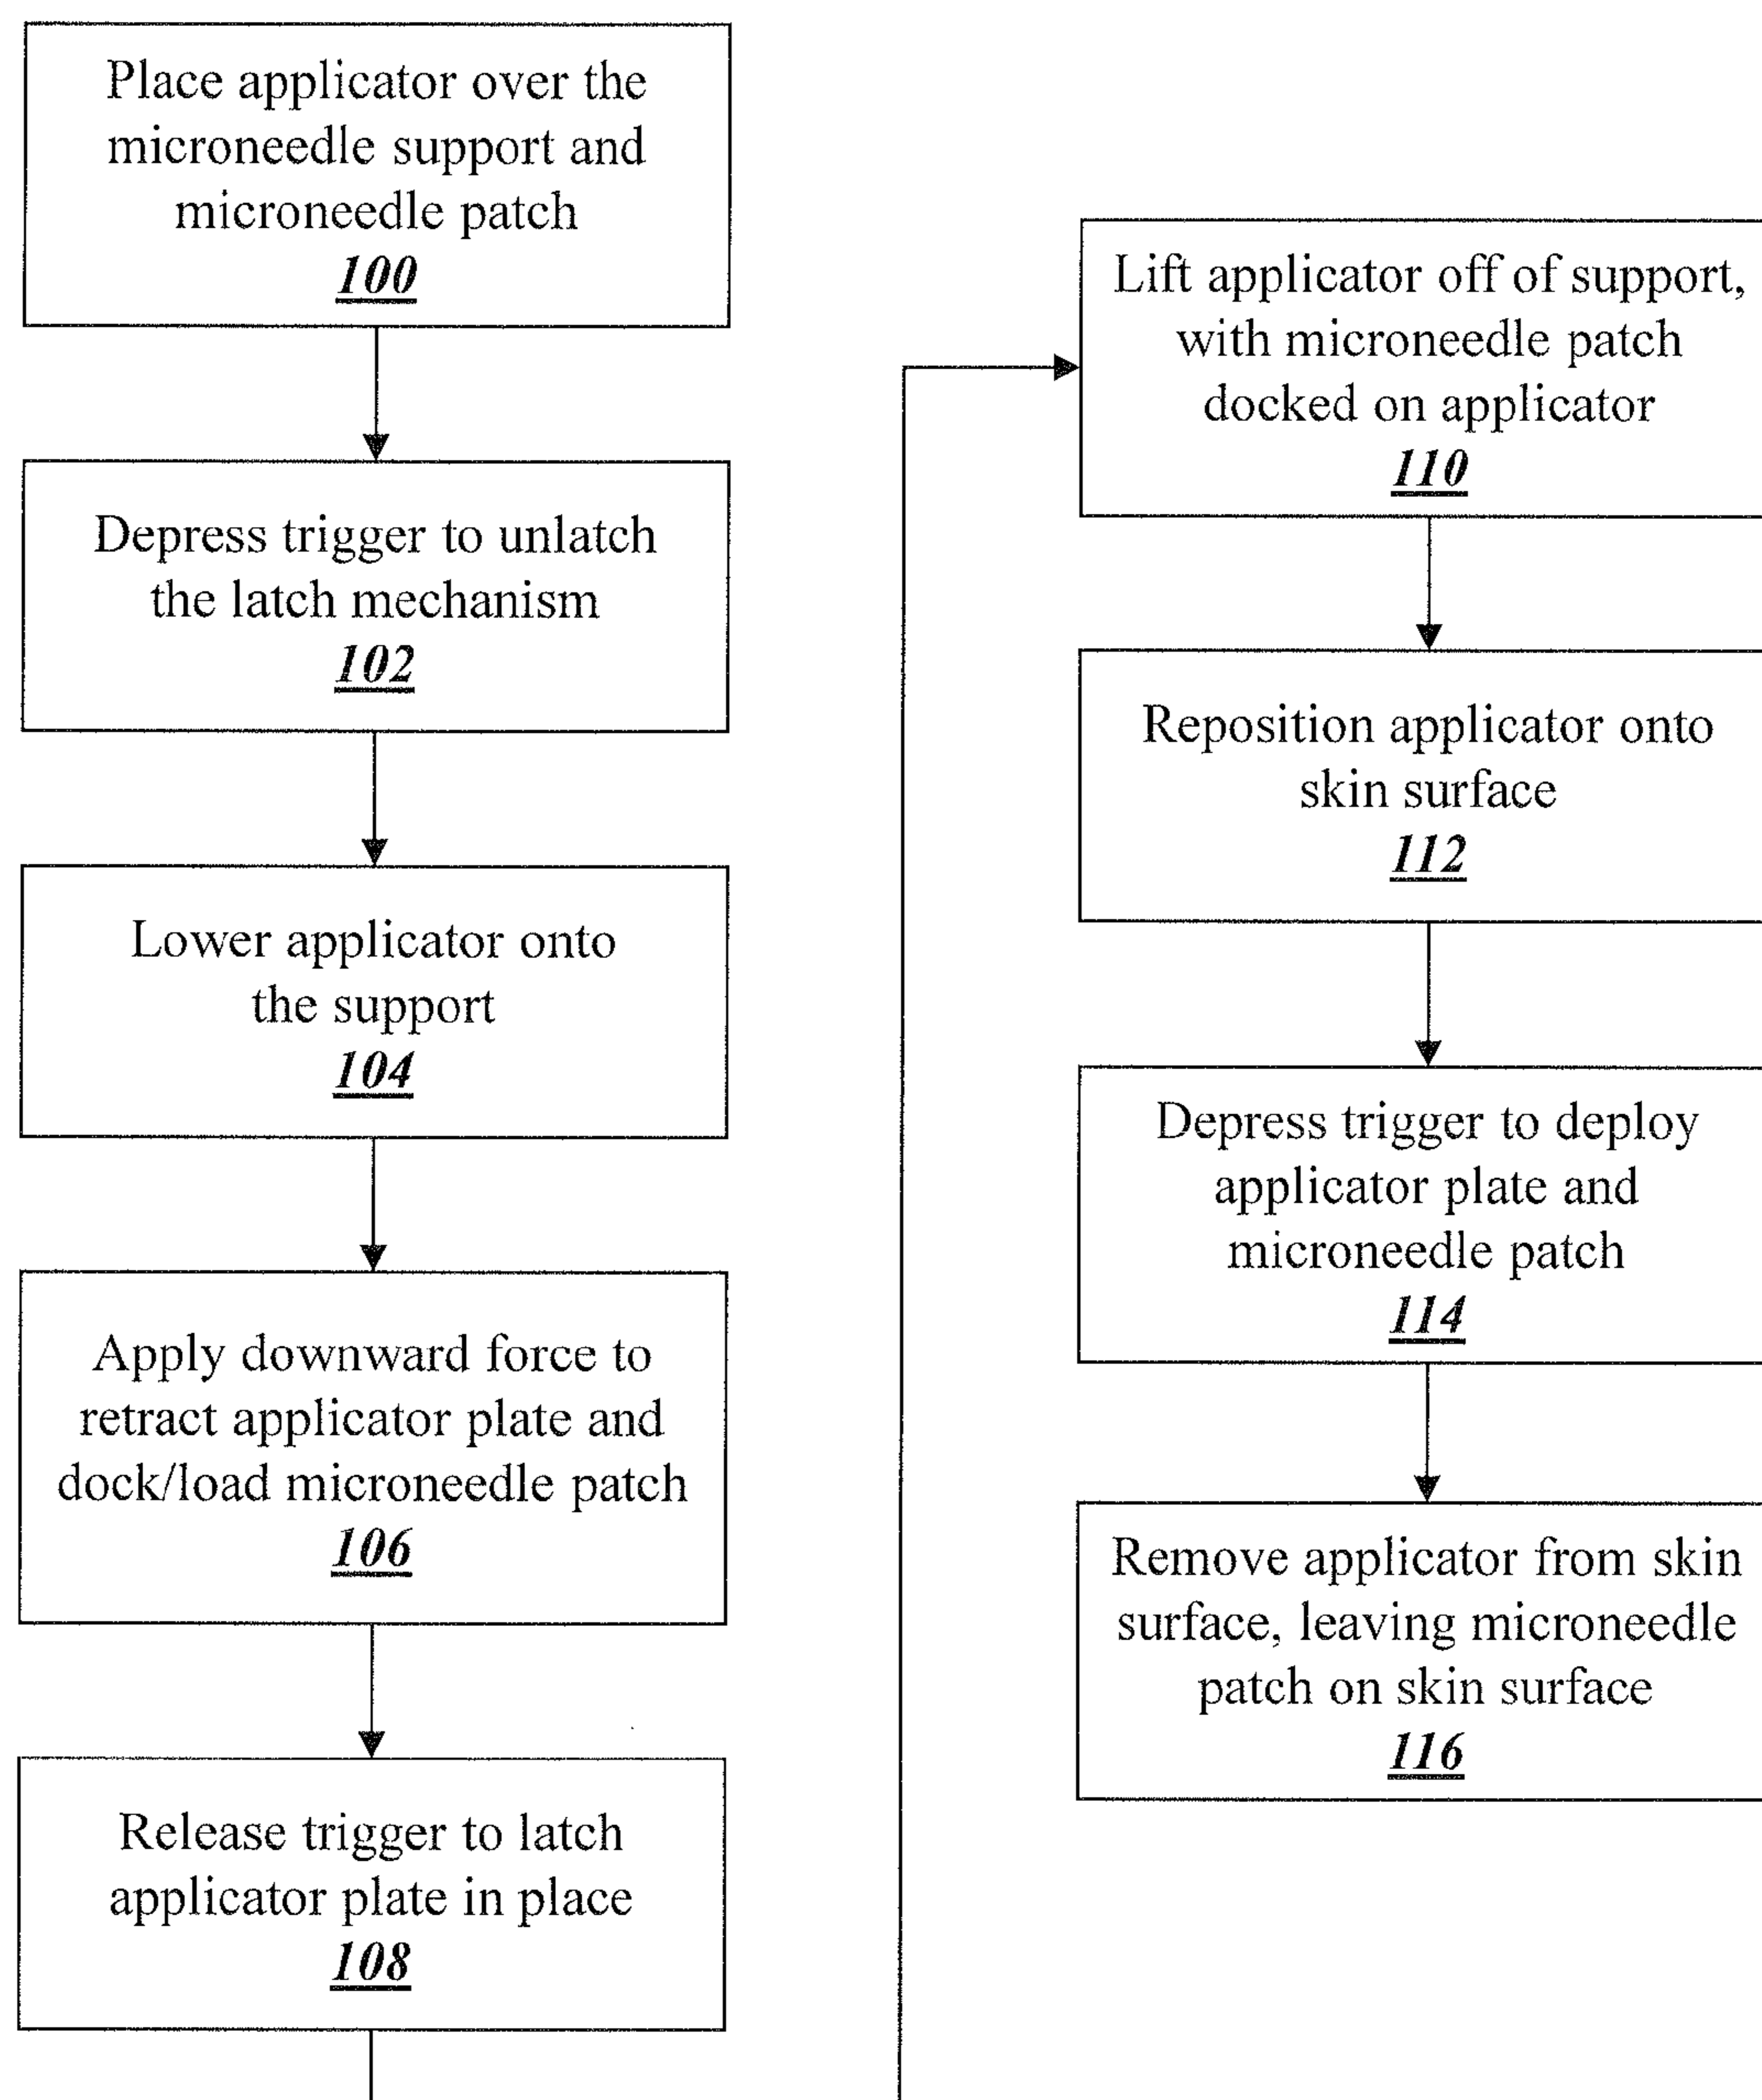 Place applicator over the
microneedle support and
microneedle patch
100
Depress trigger to unlatch
the latch mechanism
102
Lower applicator onto
the support
104
Apply downward force to
retract applicator plate and
dock/load microneedle patch
106
Release trigger to latch
applicator plate in place
108
Lift applicator off of support,
with microneedle patch
docked on applicator
110
Reposition applicator onto
skin surface
112
Depress trigger to deploy
applicator plate and
microneedle patch
114
Remove applicator from skin
surface, leaving microneedle
patch on skin surface
116